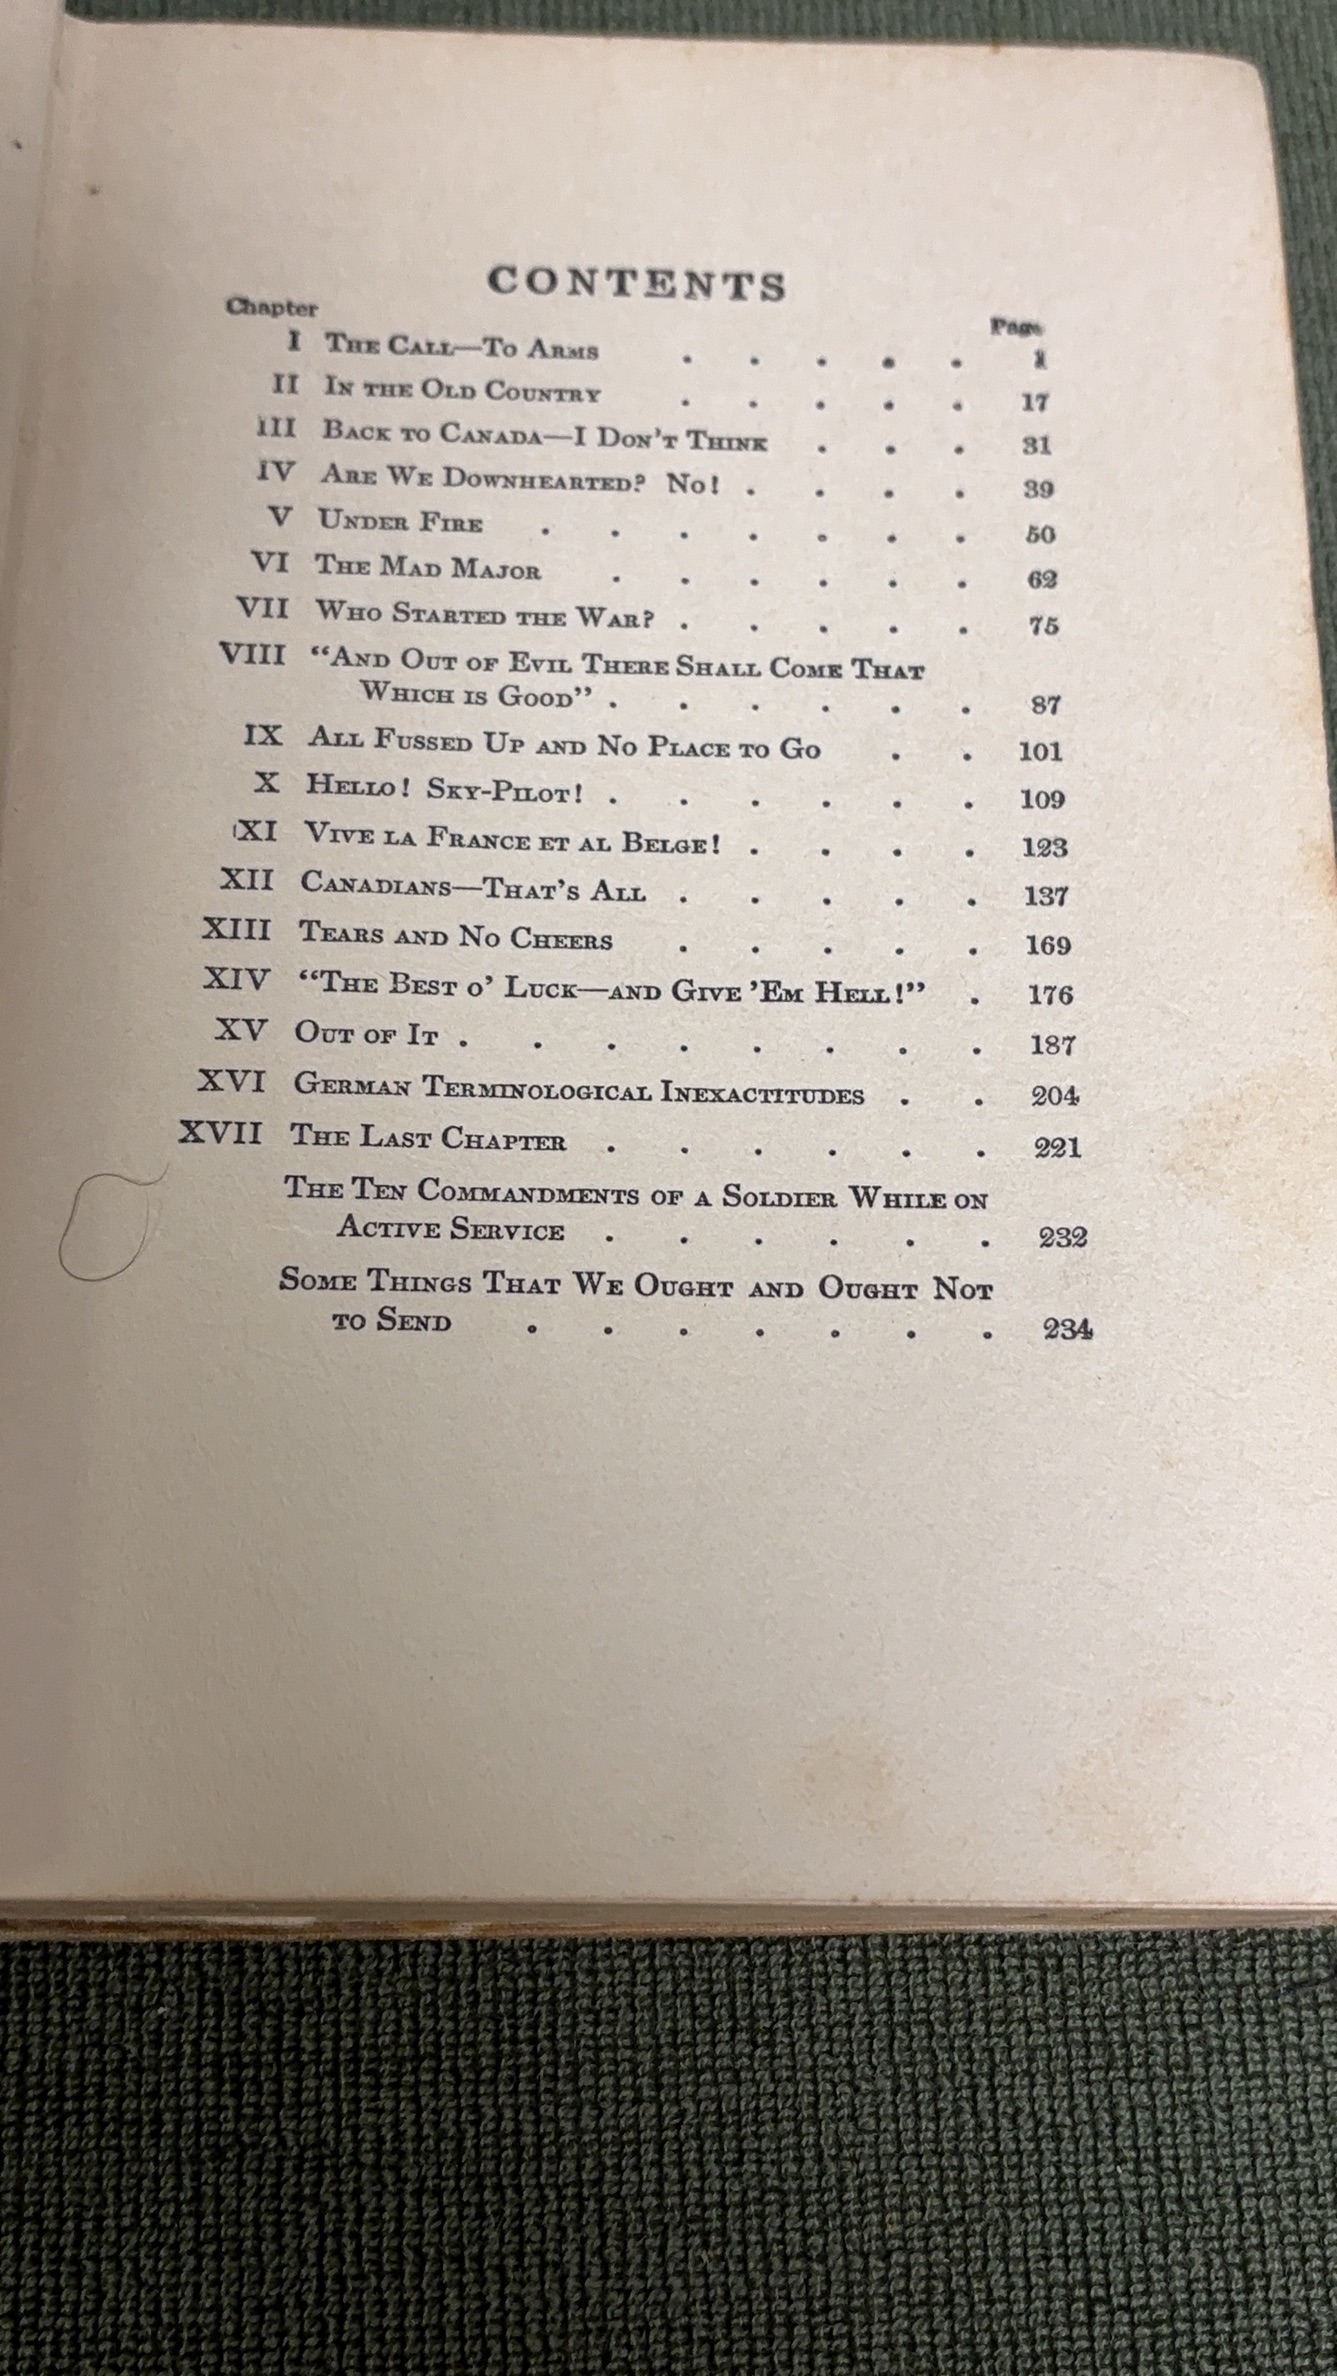 CONTENTS
Chapter Page
I The Call—To Arms . . . . . 1
II In the Old Country . . . . . 17
III Back to Canada—I Don't Think . . . 31
IV Are We Downhearted? No! . . . . 39
V Under Fire . . . . . . . 50
VI The Mad Major . . . . . . 62
VII Who Started the War? . . . . . 75
VIII "And Out of Evil There Shall Come That
Which is Good" . . . . . . 87
IX All Fussed Up and No Place to Go . . 101
X Hello! Sky-Pilot! . . . . . . 109
XI Vive la France et al Belge! . . . . 123
XII Canadians—That's All . . . . . 137
XIII Tears and No Cheers . . . . . 169
XIV "The Best o' Luck—and Give 'Em Hell!" . 176
XV Out of It . . . . . . . . 187
XVI German Terminological Inexactitudes . . 204
XVII The Last Chapter . . . . . . 221
The Ten Commandments of a Soldier While on
Active Service . . . . . . 232
Some Things That We Ought and Ought Not
to Send . . . . . . . 234